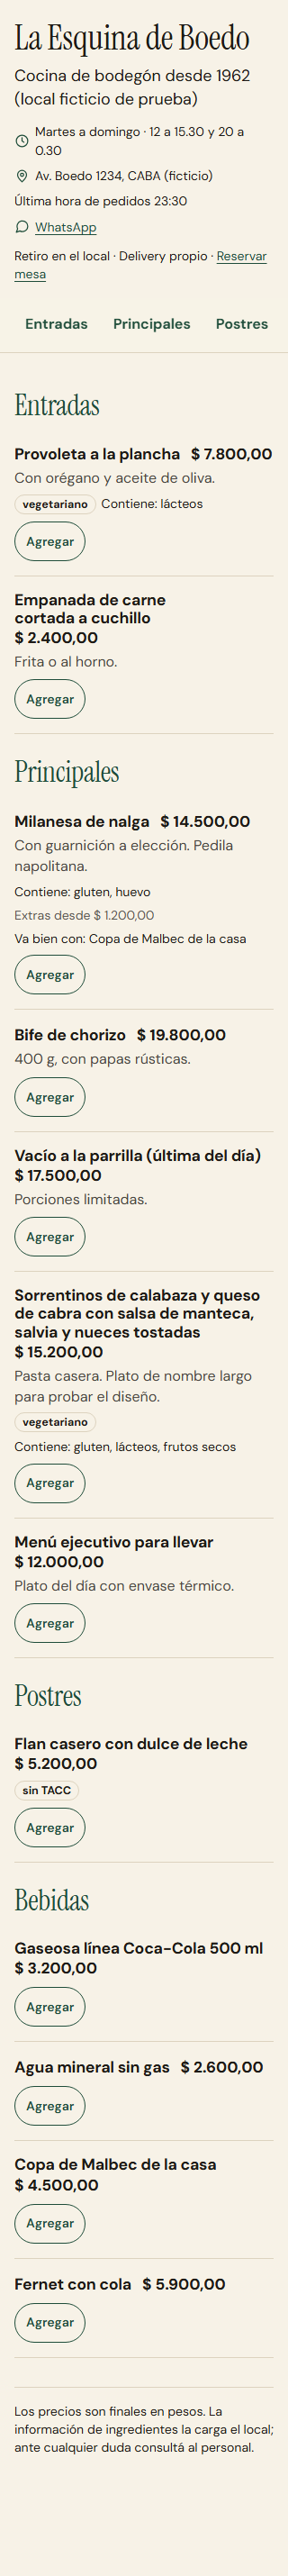 La Esquina de Boedo
Cocina de bodegón desde 1962
(local ficticio de prueba)
Martes a domingo · 12 a 15.30 y 20 a
0.30
Av. Boedo 1234, CABA (ficticio)
Última hora de pedidos 23:30
WhatsApp
Retiro en el local · Delivery propio · Reservar
mesa
Entradas Principales Postres
Entradas
Provoleta a la plancha $ 7.800,00
Con orégano y aceite de oliva.
vegetariano Contiene: lácteos
Agregar
Empanada de carne
cortada a cuchillo
$ 2.400,00
Frita o al horno.
Agregar
Principales
Milanesa de nalga $ 14.500,00
Con guarnición a elección. Pedila
napolitana.
Contiene: gluten, huevo
Extras desde $ 1.200,00
Va bien con: Copa de Malbec de la casa
Agregar
Bife de chorizo $ 19.800,00
400 g, con papas rústicas.
Agregar
Vacío a la parrilla (última del día)
$ 17.500,00
Porciones limitadas.
Agregar
Sorrentinos de calabaza y queso
de cabra con salsa de manteca,
salvia y nueces tostadas
$ 15.200,00
Pasta casera. Plato de nombre largo
para probar el diseño.
vegetariano
Contiene: gluten, lácteos, frutos secos
Agregar
Menú ejecutivo para llevar
$ 12.000,00
Plato del día con envase térmico.
Agregar
Postres
Flan casero con dulce de leche
$ 5.200,00
sin TACC
Agregar
Bebidas
Gaseosa línea Coca-Cola 500 ml
$ 3.200,00
Agregar
Agua mineral sin gas $ 2.600,00
Agregar
Copa de Malbec de la casa
$ 4.500,00
Agregar
Fernet con cola $ 5.900,00
Agregar
Los precios son finales en pesos. La
información de ingredientes la carga el local;
ante cualquier duda consultá al personal.